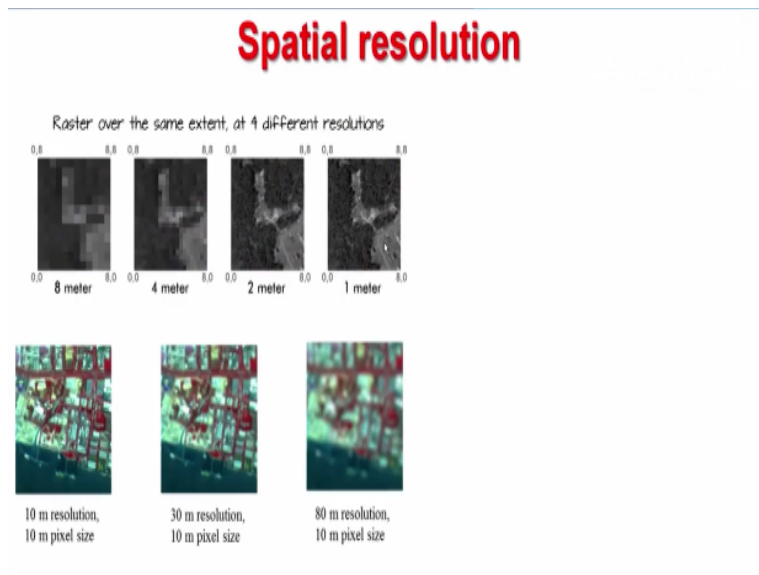 Spatial resolution
Raster over the same extent, at 4 different resolutions
0,8 8,8 0,8 8,8 0,8 8,8 0,8 8,8
0,0 8,0 0,0 8,0 0,0 8,0 0,0 8,0
8 meter 4 meter 2 meter 1 meter
10 m resolution, 30 m resolution, 80 m resolution,
10 m pixel size 10 m pixel size 10 m pixel size